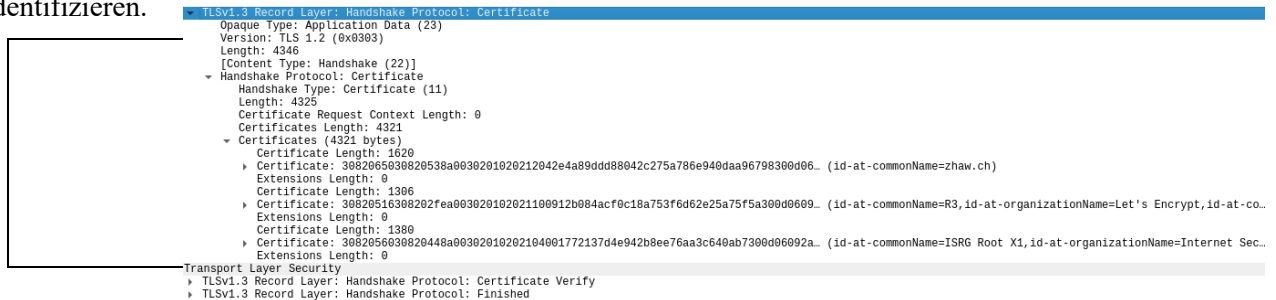 dentifizieren.
TLSv1.3 Record Layer: Handshake Protocol: Certificate
Opaque Type: Application Data (23)
Version: TLS 1.2 (0x0303)
Length: 4346
[Content Type: Handshake (22)]
Handshake Protocol: Certificate
Handshake Type: Certificate (11)
Length: 4325
Certificate Request Context Length: 0
Certificates Length: 4321
Certificates (4321 bytes)
Certificate Length: 1620
Certificate: 3082065030820538a0030201020212042e4a89ddd88042c275a786e940daa96798300d06… (id-at-commonName=zhaw.ch)
Extensions Length: 0
Certificate Length: 1306
Certificate: 30820516308202fea003020102021100912b084acf0c18a753f6d62e25a75f5a300d0609… (id-at-commonName=R3,id-at-organizationName=Let's Encrypt,id-at-co…
Extensions Length: 0
Certificate Length: 1380
Certificate: 3082056030820448a00302010202104001772137d4e942b8ee76aa3c640ab7300d06092a… (id-at-commonName=ISRG Root X1,id-at-organizationName=Internet Sec…
Extensions Length: 0
Transport Layer Security
TLSv1.3 Record Layer: Handshake Protocol: Certificate Verify
TLSv1.3 Record Layer: Handshake Protocol: Finished